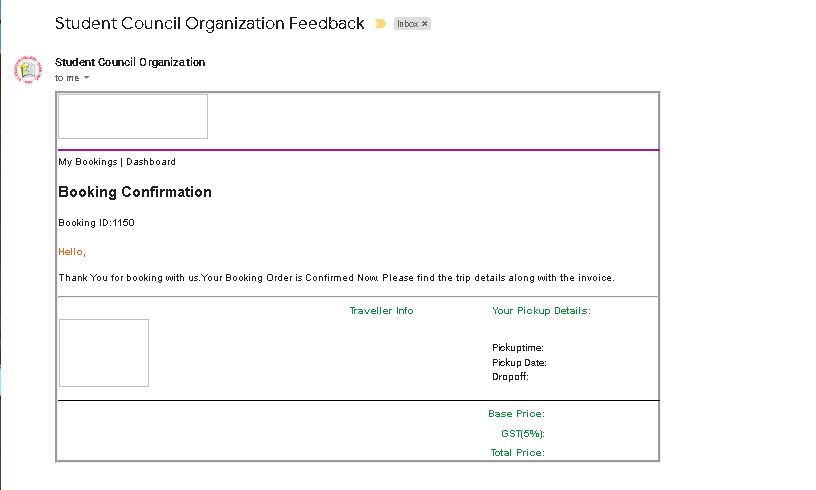 Student Council Organization Feedback Inbox ×
Student Council Organization
to me
My Bookings | Dashboard
Booking Confirmation
Booking ID:1150
Hello,
Thank You for booking with us.Your Booking Order is Confirmed Now. Please find the trip details along with the invoice.
Traveller Info
Your Pickup Details:
Pickuptime:
Pickup Date:
Dropoff:
Base Price:
GST(5%):
Total Price: